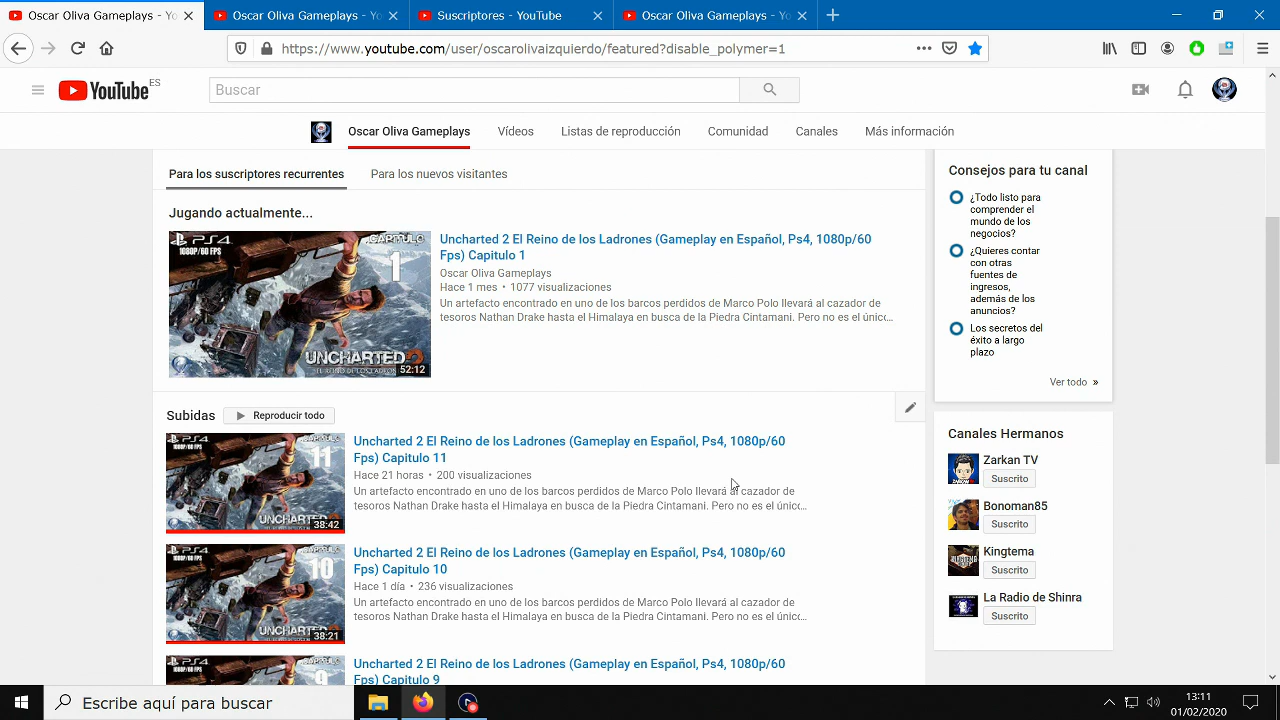 Oscar Oliva Gameplays - Yo
Oscar Oliva Gameplays - Yo
Suscriptores - YouTube
Oscar Oliva Gameplays - Yo
https://www.youtube.com/user/oscarolivaizquierdo/featured?disable_polymer=1
YouTube ES
Buscar
Oscar Oliva Gameplays
Vídeos
Listas de reproducción
Comunidad
Canales
Más información
Para los suscriptores recurrentes
Para los nuevos visitantes
Jugando actualmente...
PS4
1080P/60 FPS
CAPITULO
1
UNCHARTED 2
EL REINO DE LOS LADRONES
52:12
Uncharted 2 El Reino de los Ladrones (Gameplay en Español, Ps4, 1080p/60
Fps) Capitulo 1
Oscar Oliva Gameplays
Hace 1 mes • 1077 visualizaciones
Un artefacto encontrado en uno de los barcos perdidos de Marco Polo llevará al cazador de
tesoros Nathan Drake hasta el Himalaya en busca de la Piedra Cintamani. Pero no es el únic...
Subidas
Reproducir todo
PS4
1080P/60 FPS
CAPITULO
11
UNCHARTED
38:42
Uncharted 2 El Reino de los Ladrones (Gameplay en Español, Ps4, 1080p/60
Fps) Capitulo 11
Hace 21 horas • 200 visualizaciones
Un artefacto encontrado en uno de los barcos perdidos de Marco Polo llevará al cazador de
tesoros Nathan Drake hasta el Himalaya en busca de la Piedra Cintamani. Pero no es el únic...
PS4
1080P/60 FPS
CAPITULO
10
UNCHARTED
38:21
Uncharted 2 El Reino de los Ladrones (Gameplay en Español, Ps4, 1080p/60
Fps) Capitulo 10
Hace 1 día • 236 visualizaciones
Un artefacto encontrado en uno de los barcos perdidos de Marco Polo llevará al cazador de
tesoros Nathan Drake hasta el Himalaya en busca de la Piedra Cintamani. Pero no es el únic...
PS4
CAPITULO
9
Uncharted 2 El Reino de los Ladrones (Gameplay en Español, Ps4, 1080p/60
Fps) Capitulo 9
Consejos para tu canal
¿Todo listo para
comprender el
mundo de los
negocios?
¿Quieres contar
con otras
fuentes de
ingresos,
además de los
anuncios?
Los secretos del
éxito a largo
plazo
Ver todo »
Canales Hermanos
Zarkan TV
Suscrito
Bonoman85
Suscrito
Kingtema
Suscrito
La Radio de Shinra
Suscrito
Escribe aquí para buscar
13:11
01/02/2020